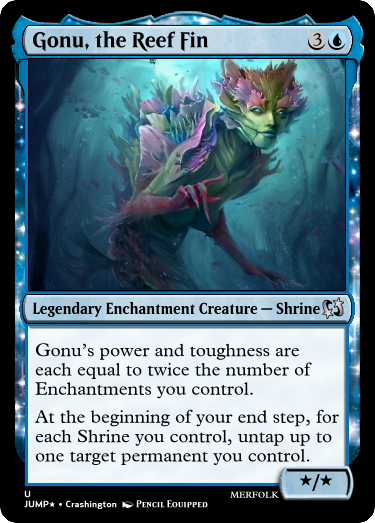 Gonu, the Reef Fin 3
Legendary Enchantment Creature — Shrine
Gonu's power and toughness are
each equal to twice the number of
Enchantments you control.
At the beginning of your end step, for
each Shrine you control, untap up to
one target permanent you control.
★/★
U MERFOLK
JUMP★ • Crashington PENCIL EQUIPPED